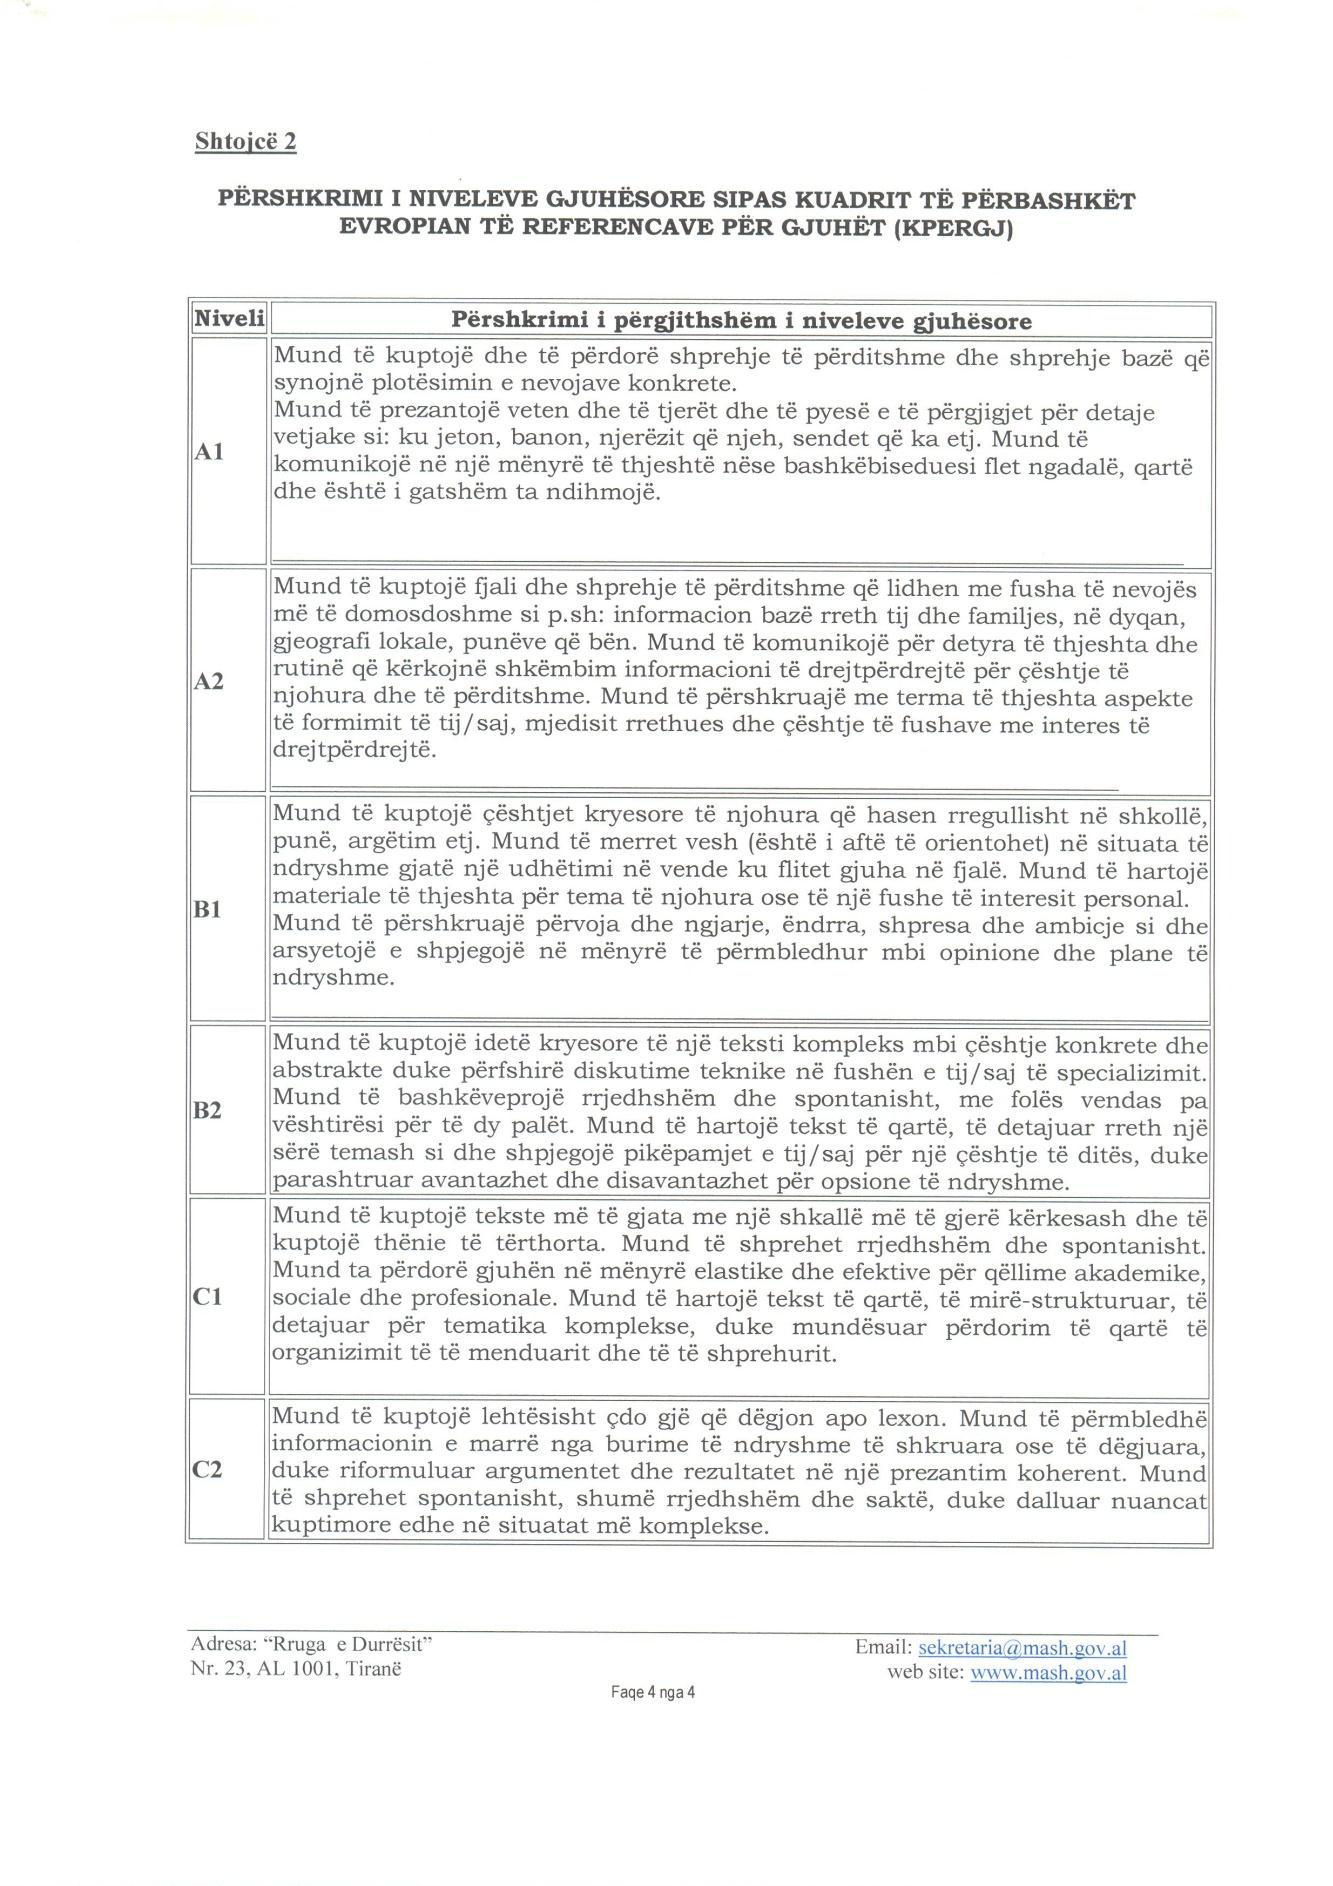 Shtojcë 2
PËRSHKRIMI I NIVELEVE GJUHËSORE SIPAS KUADRIT TË PËRBASHKËT
EVROPIAN TË REFERENCAVE PËR GJUHËT (KPERGJ)
Niveli Përshkrimi i përgjithshëm i niveleve gjuhësore
A1
Mund të kuptojë dhe të përdorë shprehje të përditshme dhe shprehje bazë që
synojnë plotësimin e nevojave konkrete.
Mund të prezantojë veten dhe të tjerët dhe të pyesë e të përgjigjet për detaje
vetjake si: ku jeton, banon, njerëzit që njeh, sendet që ka etj. Mund të
komunikojë në një mënyrë të thjeshtë nëse bashkëbiseduesi flet ngadalë, qartë
dhe është i gatshëm ta ndihmojë.
A2
Mund të kuptojë fjali dhe shprehje të përditshme që lidhen me fusha të nevojës
më të domosdoshme si p.sh: informacion bazë rreth tij dhe familjes, në dyqan,
gjeografi lokale, punëve që bën. Mund të komunikojë për detyra të thjeshta dhe
rutinë që kërkojnë shkëmbim informacioni të drejtpërdrejtë për çështje të
njohura dhe të përditshme. Mund të përshkruajë me terma të thjeshta aspekte
të formimit të tij/saj, mjedisit rrethues dhe çështje të fushave me interes të
drejtpërdrejtë.
B1
Mund të kuptojë çështjet kryesore të njohura që hasen rregullisht në shkollë,
punë, argëtim etj. Mund të merret vesh (është i aftë të orientohet) në situata të
ndryshme gjatë një udhëtimi në vende ku flitet gjuha në fjalë. Mund të hartojë
materiale të thjeshta për tema të njohura ose të një fushe të interesit personal.
Mund të përshkruajë përvoja dhe ngjarje, ëndrra, shpresa dhe ambicje si dhe
arsyetojë e shpjegojë në mënyrë të përmbledhur mbi opinione dhe plane të
ndryshme.
B2
Mund të kuptojë idetë kryesore të një teksti kompleks mbi çështje konkrete dhe
abstrakte duke përfshirë diskutime teknike në fushën e tij/saj të specializimit.
Mund të bashkëveprojë rrjedhshëm dhe spontanisht, me folës vendas pa
vështirësi për të dy palët. Mund të hartojë tekst të qartë, të detajuar rreth një
sërë temash si dhe shpjegojë pikëpamjet e tij/saj për një çështje të ditës, duke
parashtruar avantazhet dhe disavantazhet për opsione të ndryshme.
C1
Mund të kuptojë tekste më të gjata me një shkallë më të gjerë kërkesash dhe të
kuptojë thënie të tërthorta. Mund të shprehet rrjedhshëm dhe spontanisht.
Mund ta përdorë gjuhën në mënyrë elastike dhe efektive për qëllime akademike,
sociale dhe profesionale. Mund të hartojë tekst të qartë, të mirë-strukturuar, të
detajuar për tematika komplekse, duke mundësuar përdorim të qartë të
organizimit të të menduarit dhe të të shprehurit.
C2
Mund të kuptojë lehtësisht çdo gjë që dëgjon apo lexon. Mund të përmbledhë
informacionin e marrë nga burime të ndryshme të shkruara ose të dëgjuara,
duke riformuluar argumentet dhe rezultatet në një prezantim koherent. Mund
të shprehet spontanisht, shumë rrjedhshëm dhe saktë, duke dalluar nuancat
kuptimore edhe në situatat më komplekse.
Adresa: “Rruga e Durrësit” Email: sekretaria@mash.gov.al
Nr. 23, AL 1001, Tiranë web site: www.mash.gov.al
Faqe 4 nga 4